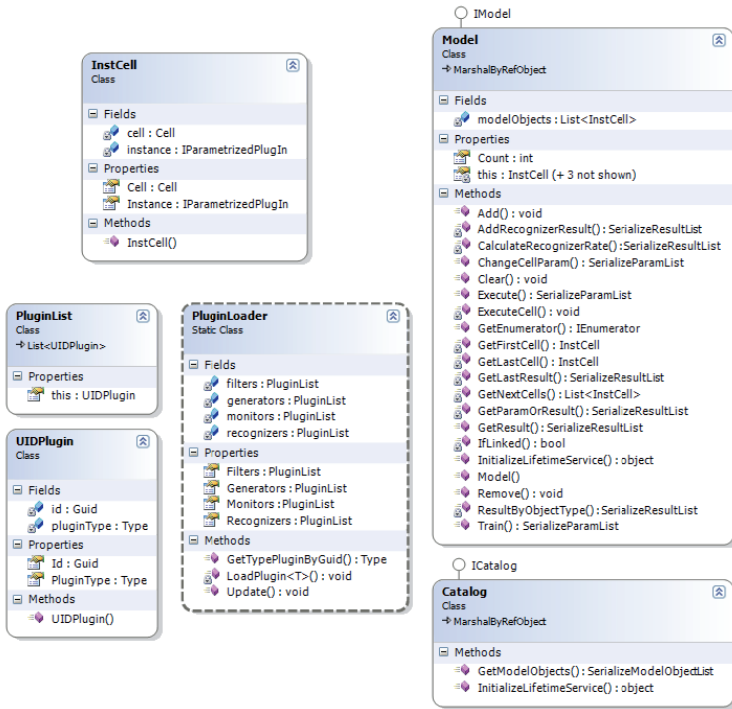 InstCell
Class
Fields
cell : Cell
instance : IParametrizedPlugIn
Properties
Cell : Cell
Instance : IParametrizedPlugIn
Methods
InstCell()
IModel
Model
Class
MarshalByRefObject
Fields
modelObjects : List<InstCell>
Properties
Count : int
this : InstCell (+ 3 not shown)
Methods
Add() : void
AddRecognizerResult() : SerializeResultList
CalculateRecognizerRate() : SerializeResultList
ChangeCellParam() : SerializeParamList
Clear() : void
Execute() : SerializeParamList
ExecuteCell() : void
GetEnumerator() : IEnumerator
GetFirstCell() : InstCell
GetLastCell() : InstCell
GetLastResult() : SerializeResultList
GetNextCells() : List<InstCell>
GetParamOrResult() : SerializeResultList
GetResult() : SerializeResultList
IfLinked() : bool
InitializeLifetimeService() : object
Model()
Remove() : void
ResultByObjectType() : SerializeResultList
Train() : SerializeParamList
PluginList
Class
List<UIDPlugin>
Properties
this : UIDPlugin
UIDPlugin
Class
Fields
id : Guid
pluginType : Type
Properties
Id : Guid
PluginType : Type
Methods
UIDPlugin()
PluginLoader
Static Class
Fields
filters : PluginList
generators : PluginList
monitors : PluginList
recognizers : PluginList
Properties
Filters : PluginList
Generators : PluginList
Monitors : PluginList
Recognizers : PluginList
Methods
GetTypePluginByGuid() : Type
LoadPlugin<T>() : void
Update() : void
ICatalog
Catalog
Class
MarshalByRefObject
Methods
GetModelObjects() : SerializeModelObjectList
InitializeLifetimeService() : object